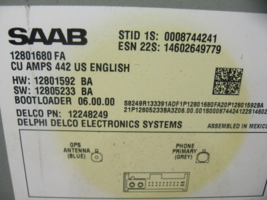 SAAB
STID 1S: 0008744241
ESN 22S: 14602649779
12801680 FA
CU AMPS 442 US ENGLISH
HW: 12801592 BA
SW: 12805233 BA
BOOTLOADER 06.00.00
DELCO PN: 12248249
DELPHI DELCO ELECTRONICS SYSTEMS
ASSEMBLED IN MEXICO
GPS
ANTENNA
(BLUE)
PHONE
PRIMARY
(GREY)